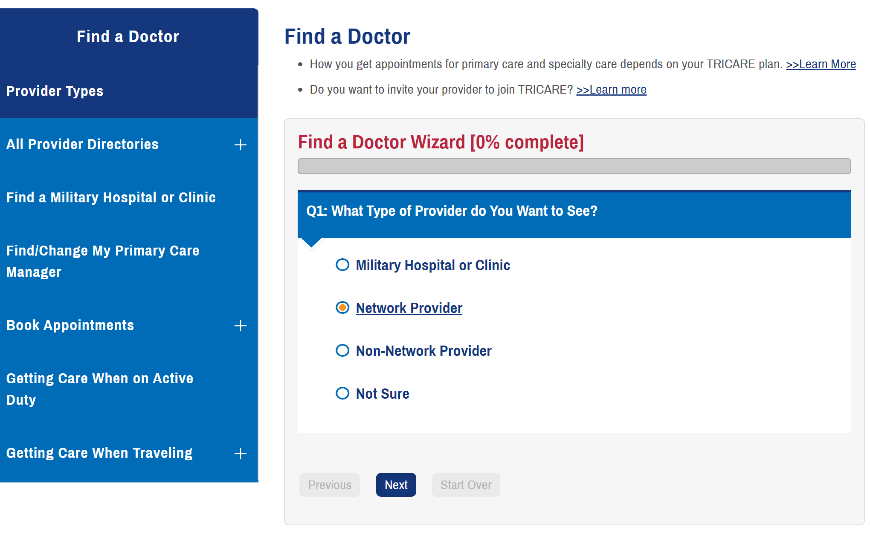 Find a Doctor
Provider Types
All Provider Directories
Find a Military Hospital or Clinic
Find/Change My Primary Care
Manager
Book Appointments
Getting Care When on Active
Duty
Getting Care When Traveling
Find a Doctor
How you get appointments for primary care and specialty care depends on your TRICARE plan. >>Learn More
Do you want to invite your provider to join TRICARE? >>Learn more
Find a Doctor Wizard [0% complete]
Q1: What Type of Provider do You Want to See?
Military Hospital or Clinic
Network Provider
Non-Network Provider
Not Sure
Previous Next Start Over